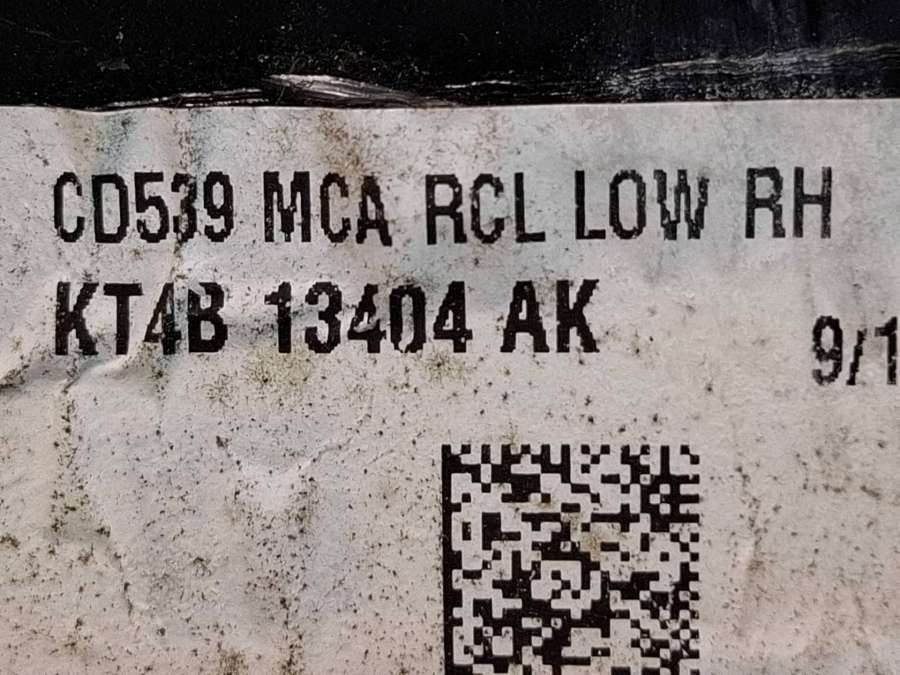 CD539 MCA RCL LOW RH
KT4B 13404 AK
9/1